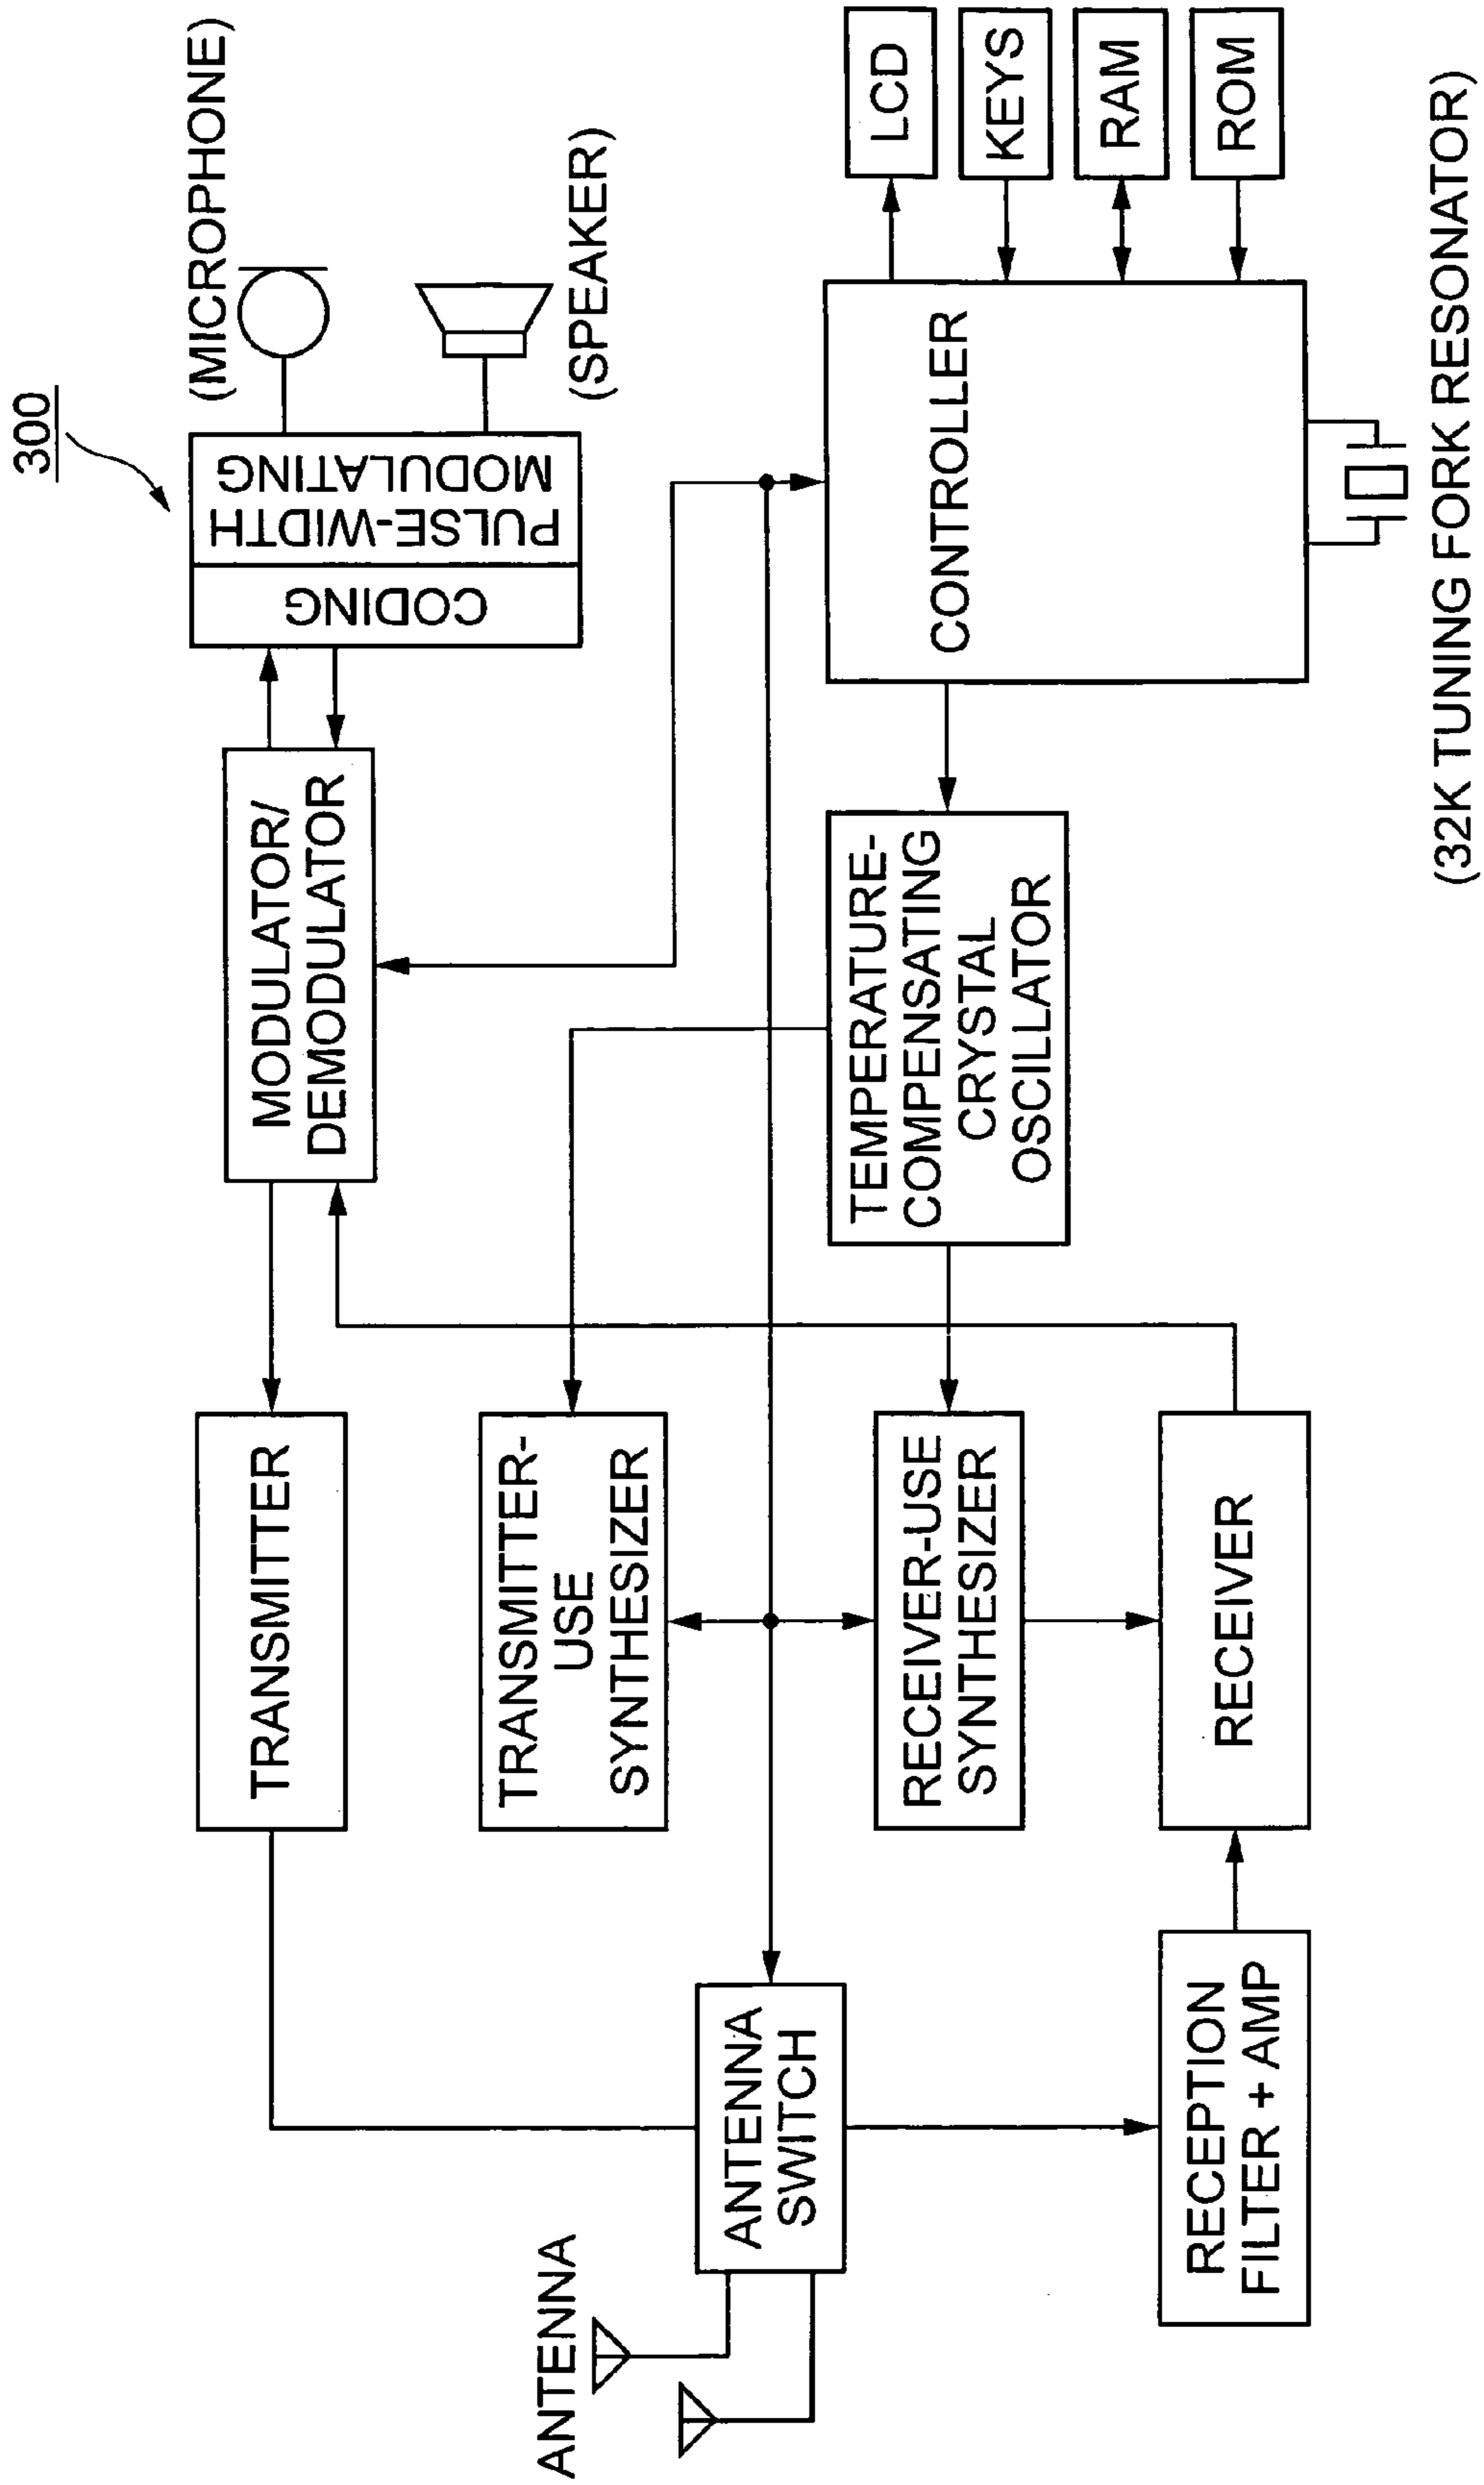 300
(MICROPHONE)
(SPEAKER)
PULSE-WIDTH
MODULATING
CODING
MODULATOR/
DEMODULATOR
TRANSMITTER
TRANSMITTER-
USE
SYNTHESIZER
RECEIVER-USE
SYNTHESIZER
RECEIVER
ANTENNA
ANTENNA
SWITCH
RECEPTION
FILTER + AMP
TEMPERATURE-
COMPENSATING
CRYSTAL
OSCILLATOR
CONTROLLER
LCD
KEYS
RAM
ROM
(32K TUNING FORK RESONATOR)